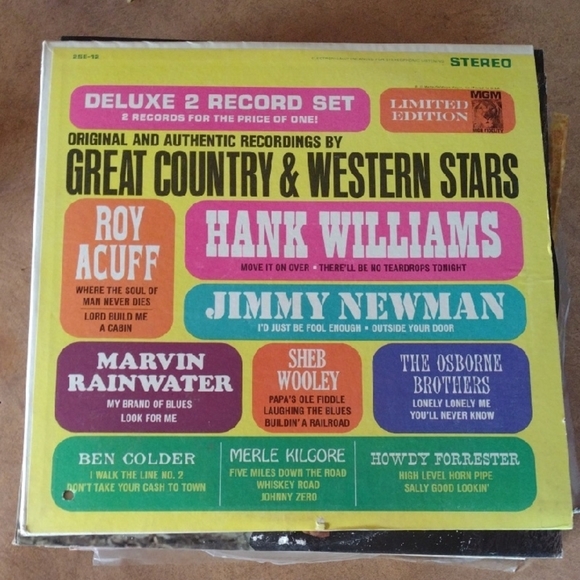 2SE-12
STEREO
DELUXE 2 RECORD SET
2 RECORDS FOR THE PRICE OF ONE!
LIMITED
EDITION
MGM
HIGH FIDELITY
ORIGINAL AND AUTHENTIC RECORDINGS BY
GREAT COUNTRY & WESTERN STARS
ROY
ACUFF
WHERE THE SOUL OF
MAN NEVER DIES
LORD BUILD ME
A CABIN
HANK WILLIAMS
MOVE IT ON OVER • THERE'LL BE NO TEARDROPS TONIGHT
JIMMY NEWMAN
I'D JUST BE FOOL ENOUGH • OUTSIDE YOUR DOOR
MARVIN
RAINWATER
MY BRAND OF BLUES
LOOK FOR ME
SHEB
WOOLEY
PAPA'S OLE FIDDLE
LAUGHING THE BLUES
BUILDIN' A RAILROAD
THE OSBORNE
BROTHERS
LONELY LONELY ME
YOU'LL NEVER KNOW
BEN COLDER
I WALK THE LINE NO. 2
DON'T TAKE YOUR CASH TO TOWN
MERLE KILGORE
FIVE MILES DOWN THE ROAD
WHISKEY ROAD
JOHNNY ZERO
HOWDY FORRESTER
HIGH LEVEL HORN PIPE
SALLY GOOD LOOKIN'